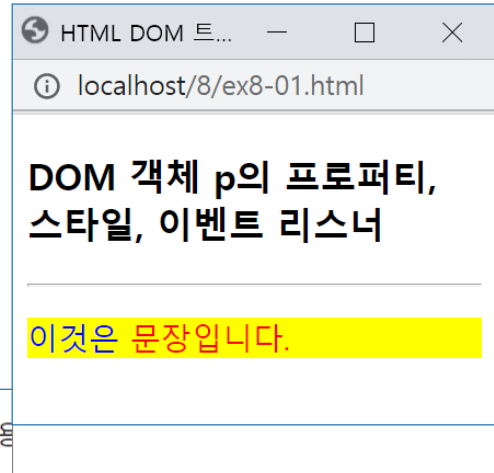 HTML DOM 트...
localhost/8/ex8-01.html
DOM 객체 p의 프로퍼티,
스타일, 이벤트 리스너
이것은 문장입니다.